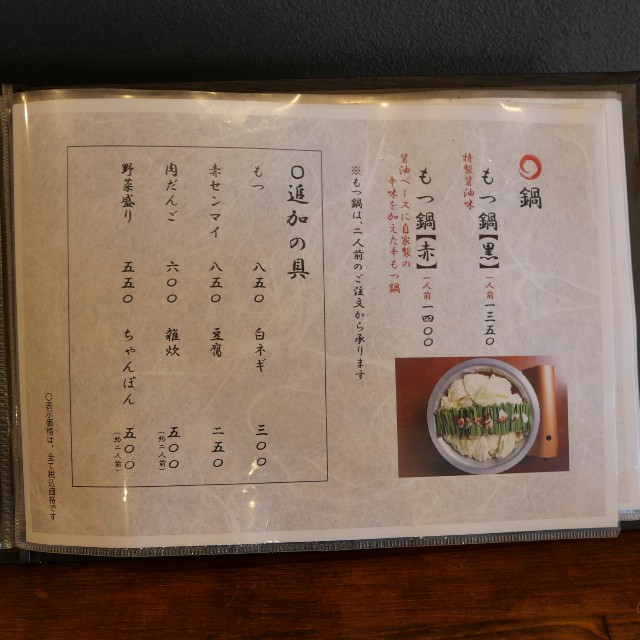 鍋
特製醤油味
もつ鍋【黒】 一人前 一三五〇
醤油ベースに自家製の
辛味を加えた辛もつ鍋
もつ鍋【赤】 一人前 一四〇〇
※もつ鍋は、二人前のご注文から承ります
〇追加の具
もつ 八五〇
白ネギ 三〇〇
赤センマイ 八五〇
豆腐 二五〇
肉だんご 六〇〇
雑炊 五〇〇 (約二人前)
野菜盛り 五五〇
ちゃんぽん 五〇〇 (約二人前)
〇表示価格は、全て税込価格です